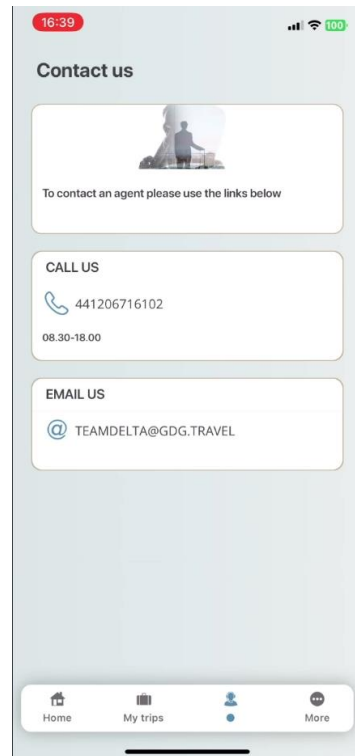 16:39
100
Contact us
To contact an agent please use the links below
CALL US
441206716102
08.30-18.00
EMAIL US
@ TEAMDELTA@GDG.TRAVEL
Home My trips More